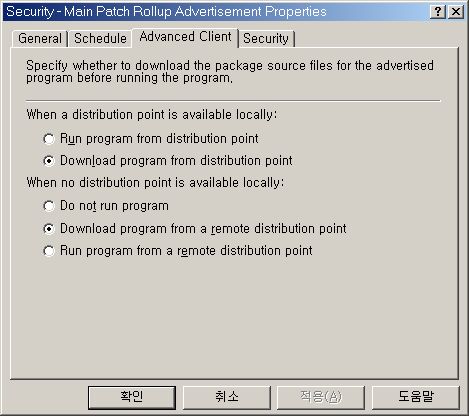 Security - Main Patch Rollup Advertisement Properties
General Schedule Advanced Client Security
Specify whether to download the package source files for the advertised
program before running the program.
When a distribution point is available locally:
Run program from distribution point
Download program from distribution point
When no distribution point is available locally:
Do not run program
Download program from a remote distribution point
Run program from a remote distribution point
확인 취소 적용(A) 도움말